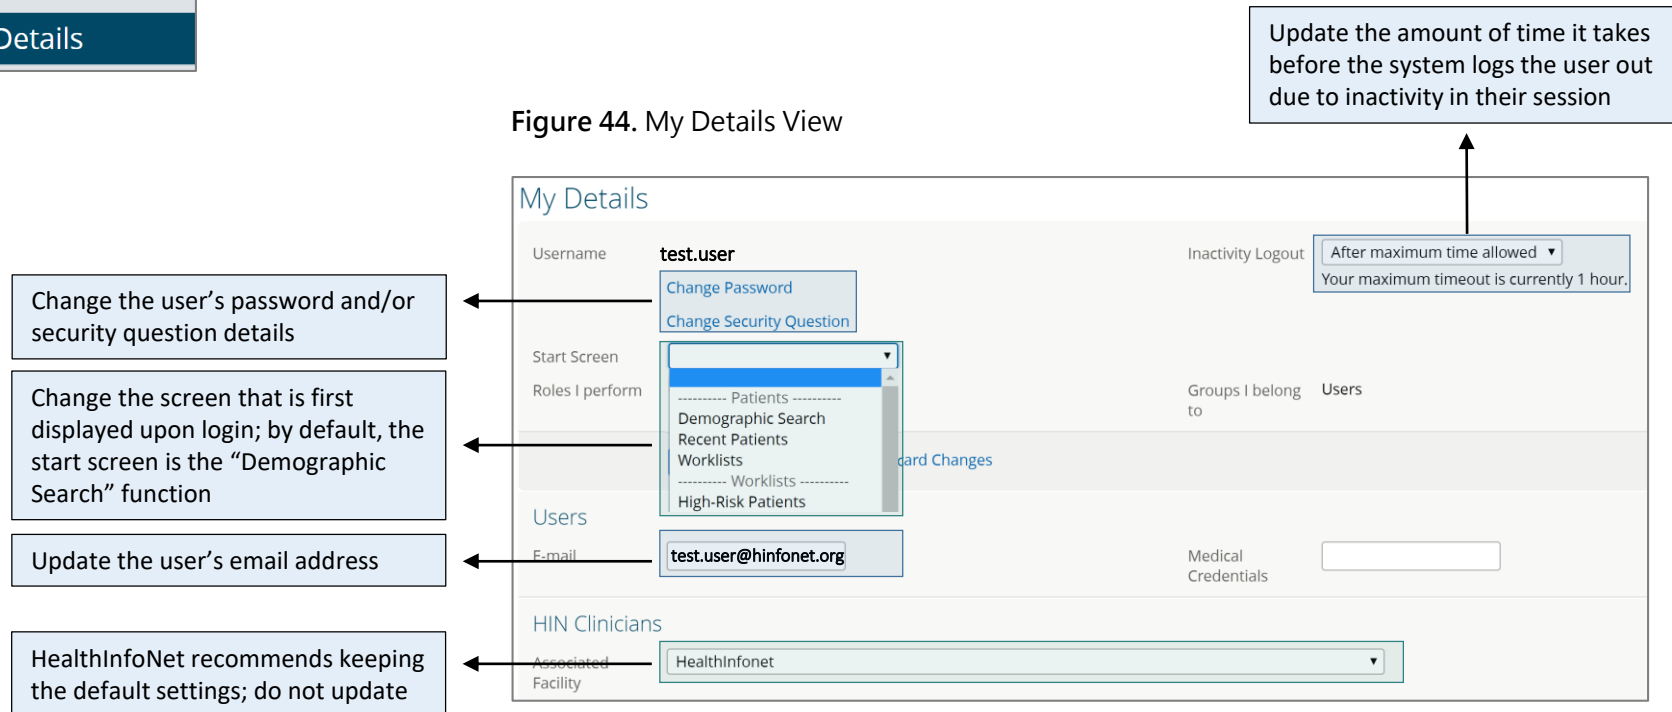 Details
Update the amount of time it takes
before the system logs the user out
due to inactivity in their session
Figure 44. My Details View
My Details
Username
test.user
Inactivity Logout
After maximum time allowed
Your maximum timeout is currently 1 hour.
Change the user’s password and/or
security question details
Change Password
Change Security Question
Start Screen
Change the screen that is first
displayed upon login; by default, the
start screen is the “Demographic
Search” function
Roles I perform
---------- Patients ----------
Demographic Search
Recent Patients
Worklists
---------- Worklists ----------
High-Risk Patients
Groups I belong
to
Users
Changes
Users
Update the user’s email address
E-mail
test.user@hinfonet.org
Medical
Credentials
HIN Clinicians
HealthInfoNet recommends keeping
the default settings; do not update
Associated
Facility
HealthInfonet